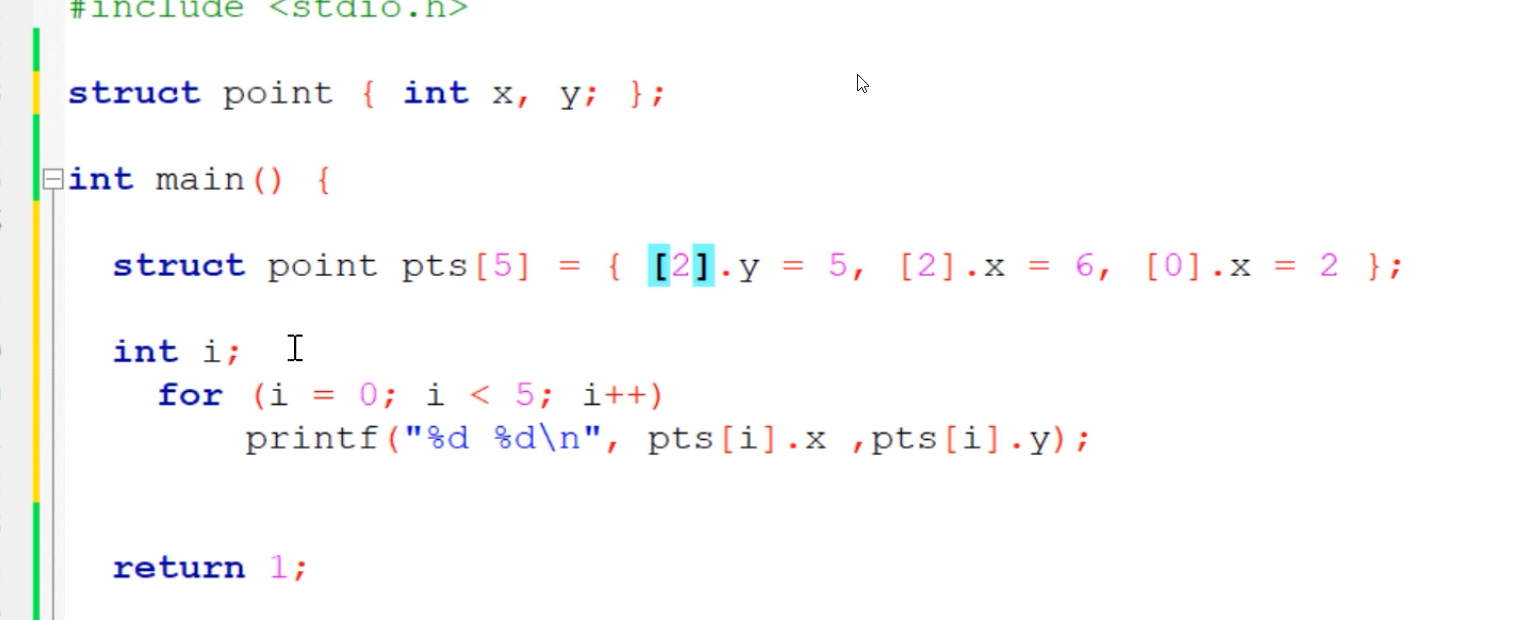 #include <stdio.h>
struct point { int x, y; };
int main() {
struct point pts[5] = { [2].y = 5, [2].x = 6, [0].x = 2 };
int i;
for (i = 0; i < 5; i++)
printf("%d %d\n", pts[i].x ,pts[i].y);
return 1;